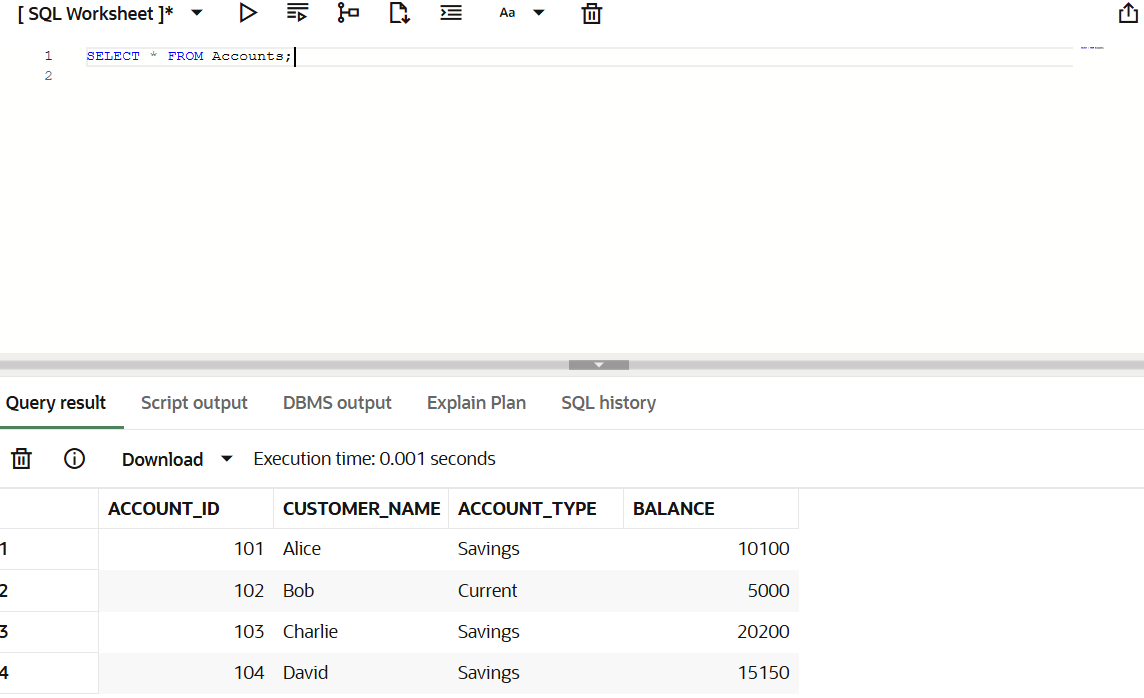 [ SQL Worksheet ]* Aa
1 SELECT * FROM Accounts;
2
Query result Script output DBMS output Explain Plan SQL history
Download Execution time: 0.001 seconds
ACCOUNT_ID CUSTOMER_NAME ACCOUNT_TYPE BALANCE
1 101 Alice Savings 10100
2 102 Bob Current 5000
3 103 Charlie Savings 20200
4 104 David Savings 15150